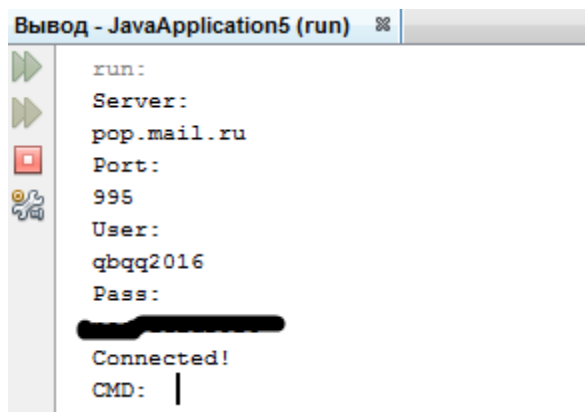 Вывод - JavaApplication5 (run)
run:
Server:
pop.mail.ru
Port:
995
User:
qbqq2016
Pass:
Connected!
CMD: